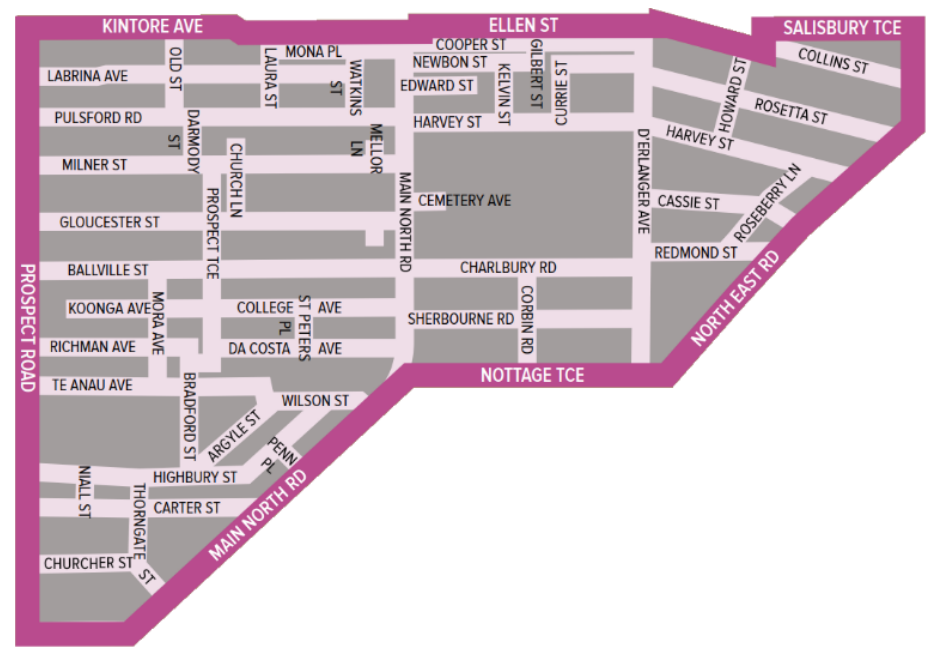 KINTORE AVE
ELLEN ST
SALISBURY TCE
OLD ST
LAURA ST
MONA PL
COOPER ST
GILBERT ST
COLLINS ST
NEWBON ST
LABRINA AVE
WATKINS
ST
EDWARD ST
KELVIN ST
CURRIE ST
HOWARD ST
ROSETTA ST
PULSFORD RD
DARMODY
ST
HARVEY ST
HARVEY ST
MELLOR
LN
MILNER ST
CHURCH LN
D'ERLANGER AVE
MAIN NORTH RD
PROSPECT TCE
CEMETERY AVE
CASSIE ST
ROSEBERRY LN
GLOUCESTER ST
REDMOND ST
PROSPECT ROAD
BALLVILLE ST
CHARLBURY RD
NORTH EAST RD
KOONGA AVE
MORA AVE
COLLEGE AVE
ST PETERS
PL
SHERBOURNE RD
CORBIN RD
RICHMAN AVE
DA COSTA AVE
NOTTAGE TCE
TE ANAU AVE
BRADFORD ST
WILSON ST
ARGYLE ST
PENN
PL
HIGHBURY ST
NIALL ST
THORNGATE
ST
CARTER ST
MAIN NORTH RD
CHURCHER ST